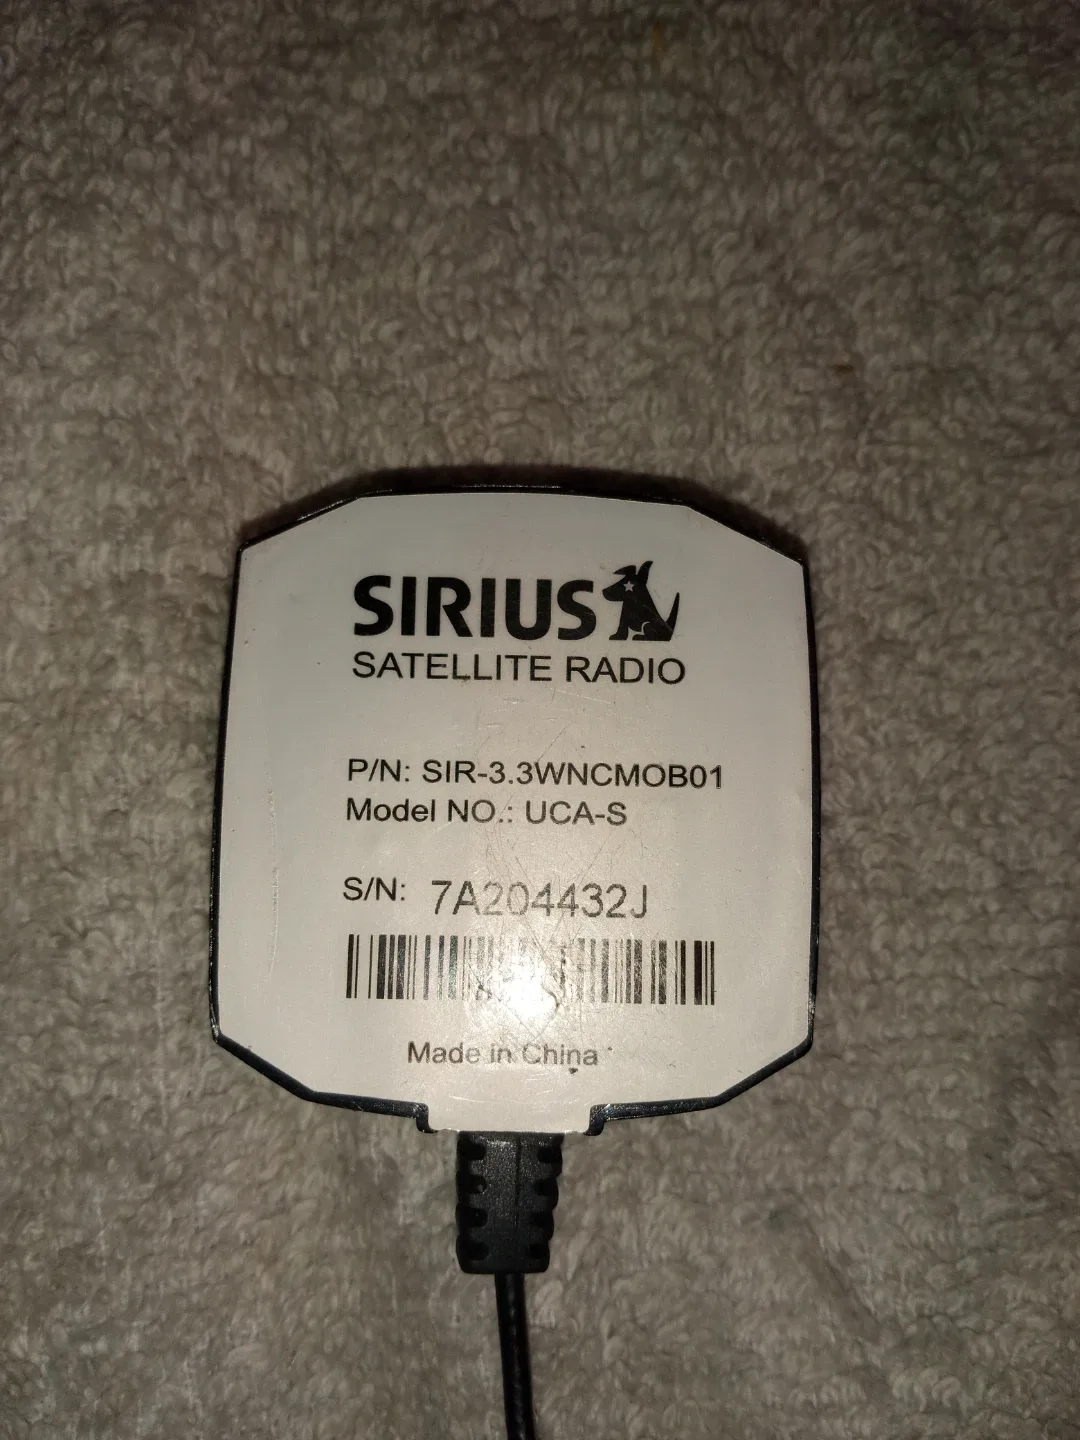 SIRIUS
SATELLITE RADIO
P/N: SIR-3.3WNCMOB01
Model NO.: UCA-S
S/N: 7A204432J
Made in China